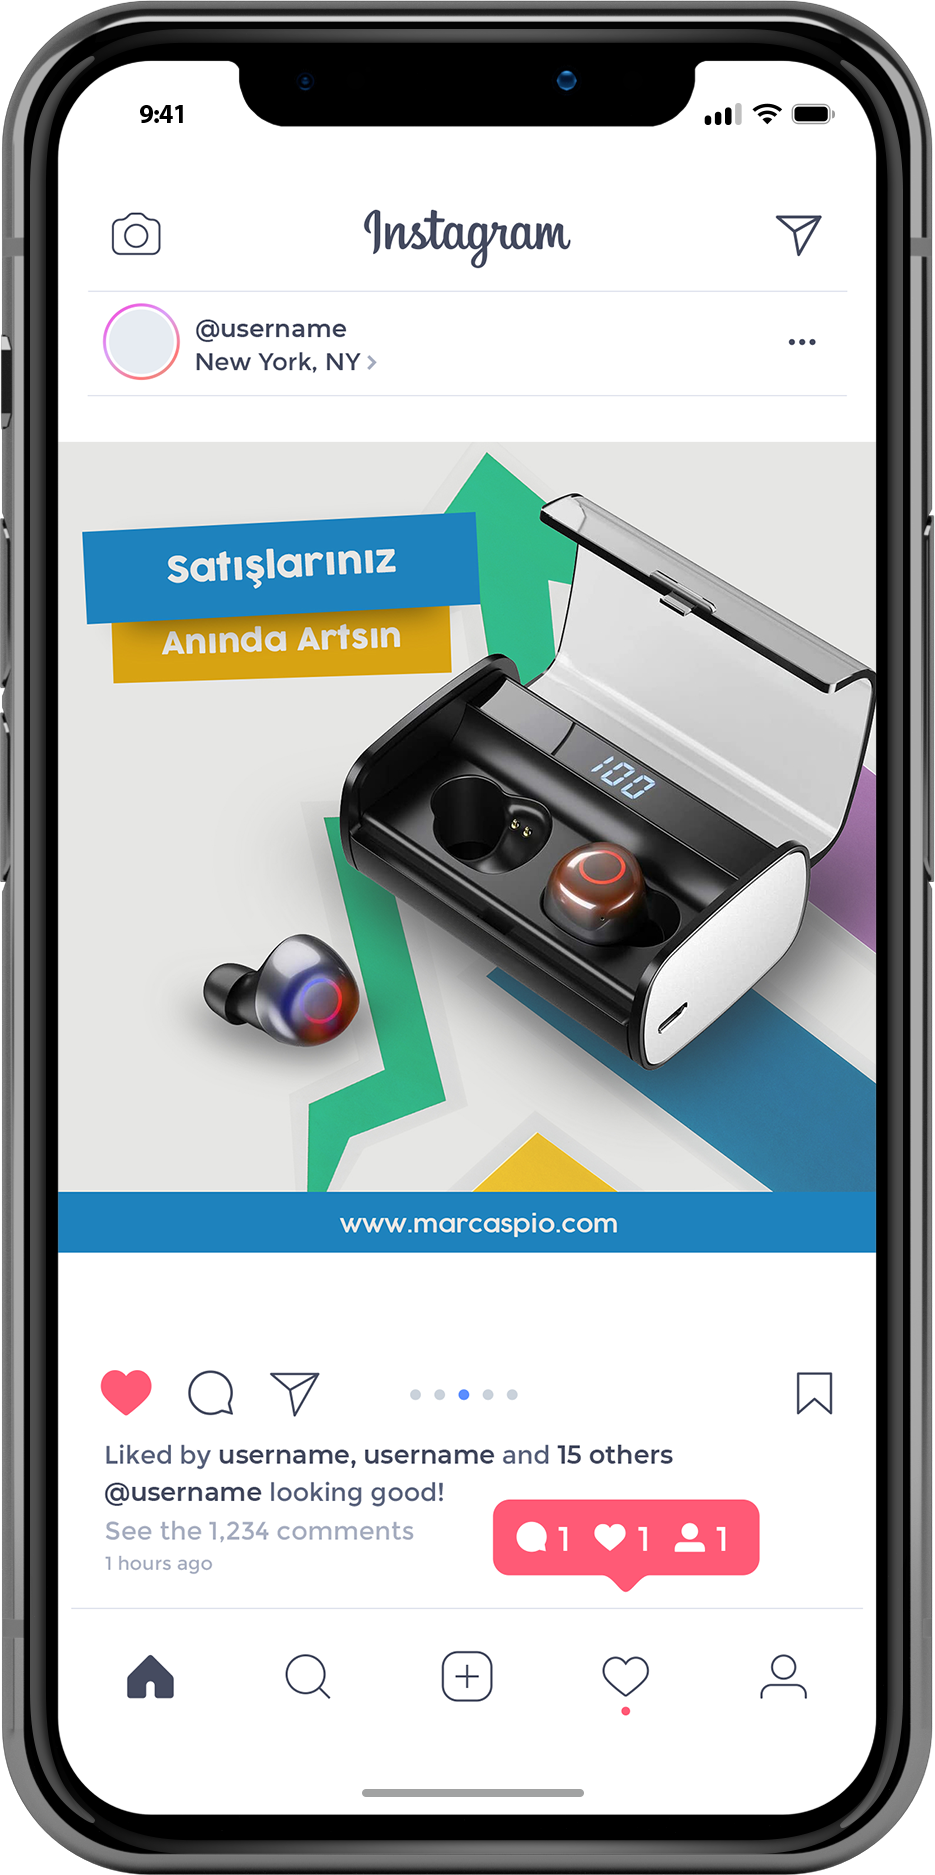 9:41
Instagram
@username
New York, NY
Satışlarınız
Anında Artsın
100
www.marcaspio.com
Liked by username, username and 15 others
@username looking good!
See the 1,234 comments
1 1 1
1 hours ago